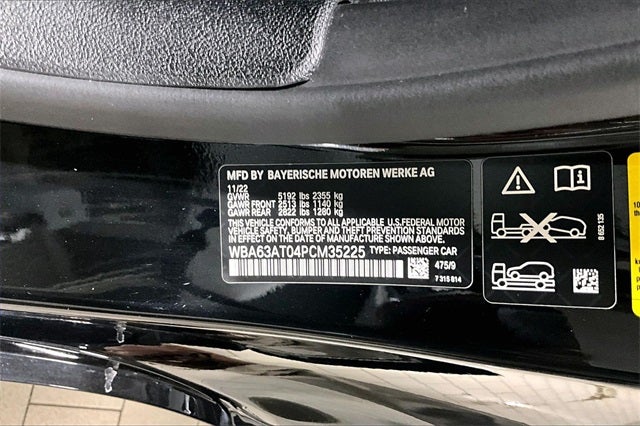 MFD BY BAYERISCHE MOTOREN WERKE AG
11/22
GVWR 5192 lbs 2355 kg
GAWR FRONT 2513 lbs 1140 kg
GAWR REAR 2822 lbs 1280 kg
THIS VEHICLE CONFORMS TO ALL APPLICABLE U.S.FEDERAL MOTOR
VEHICLE SAFETY, BUMPER AND THEFT PREVENTION STANDARDS
IN EFFECT ON THE DATE OF MANUFACTURE SHOWN ABOVE.
WBA63AT04PCM35225 TYPE: PASSENGER CAR
475/9
7 315 814
8 652 135